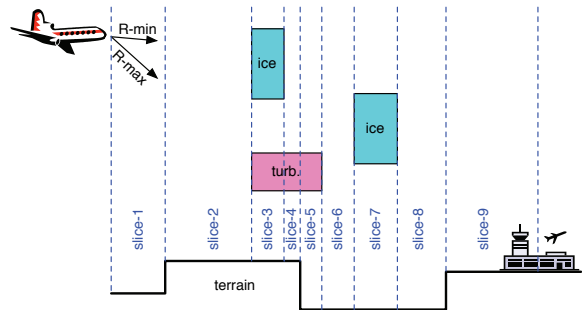 R-min
R-max
ice
ice
turb.
slice-1
slice-2
slice-3
slice-4
slice-5
slice-6
slice-7
slice-8
slice-9
terrain